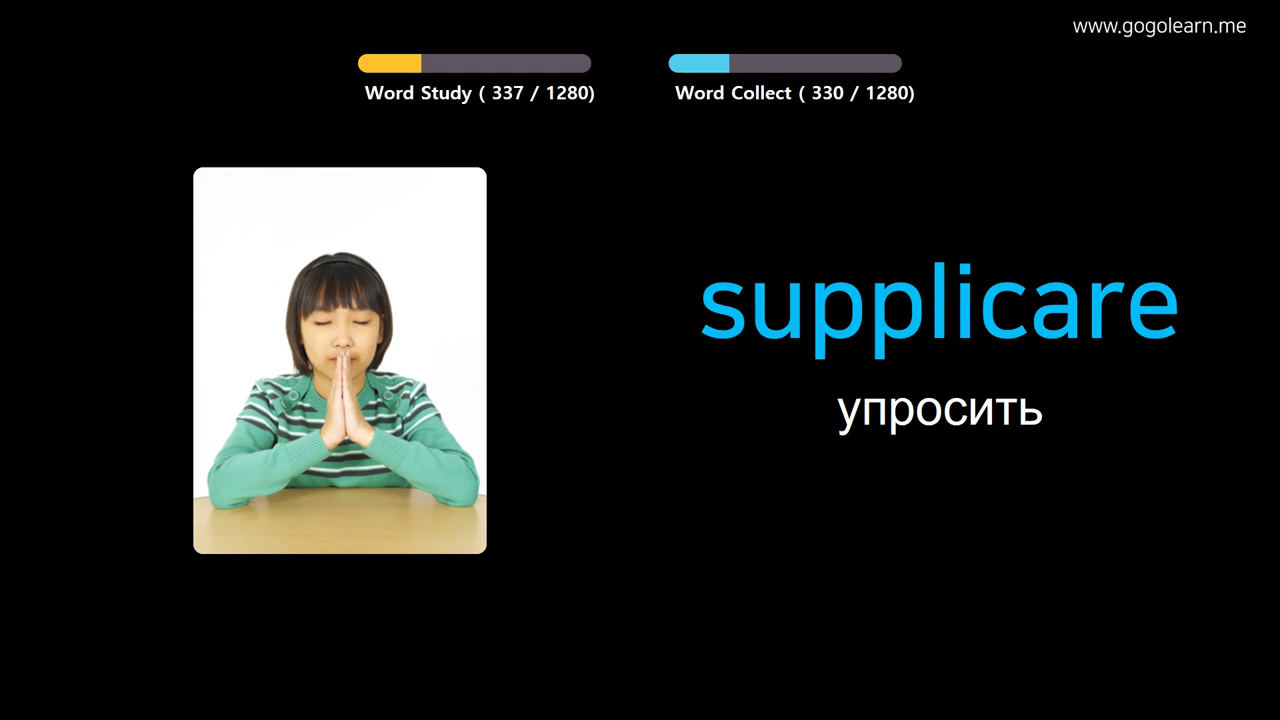 www.gogolearn.me
Word Study ( 337 / 1280)
Word Collect ( 330 / 1280)
supplicare
упросить